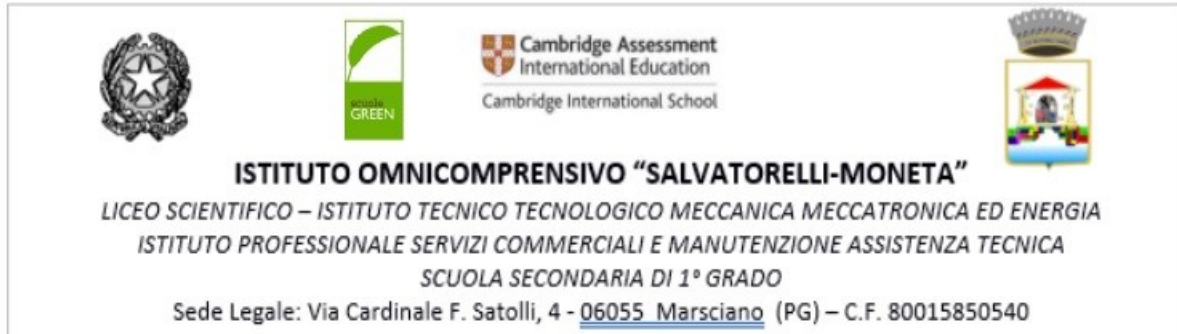 scuola
GREEN
Cambridge Assessment
International Education
Cambridge International School
ISTITUTO OMNICOMPRENSIVO “SALVATORELLI-MONETA”
LICEO SCIENTIFICO – ISTITUTO TECNICO TECNOLOGICO MECCANICA MECCATRONICA ED ENERGIA
ISTITUTO PROFESSIONALE SERVIZI COMMERCIALI E MANUTENZIONE ASSISTENZA TECNICA
SCUOLA SECONDARIA DI 1° GRADO
Sede Legale: Via Cardinale F. Satolli, 4 - 06055 Marsciano (PG) – C.F. 80015850540